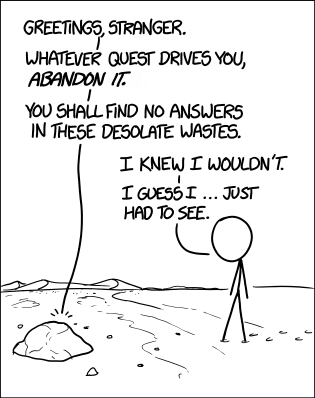 GREETINGS, STRANGER.
WHATEVER QUEST DRIVES YOU,
ABANDON IT.
YOU SHALL FIND NO ANSWERS
IN THESE DESOLATE WASTES.
I KNEW I WOULDN'T.
I GUESS I ... JUST
HAD TO SEE.